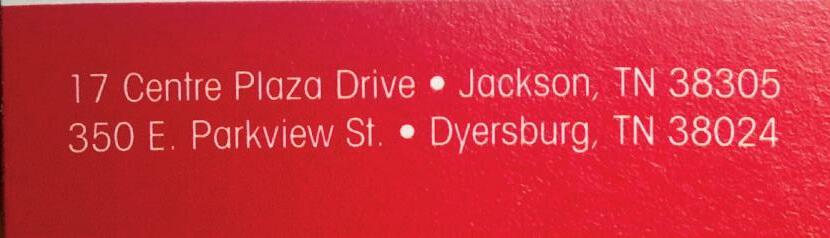 17 Centre Plaza Drive • Jackson, TN 38305
350 E. Parkview St. • Dyersburg, TN 38024